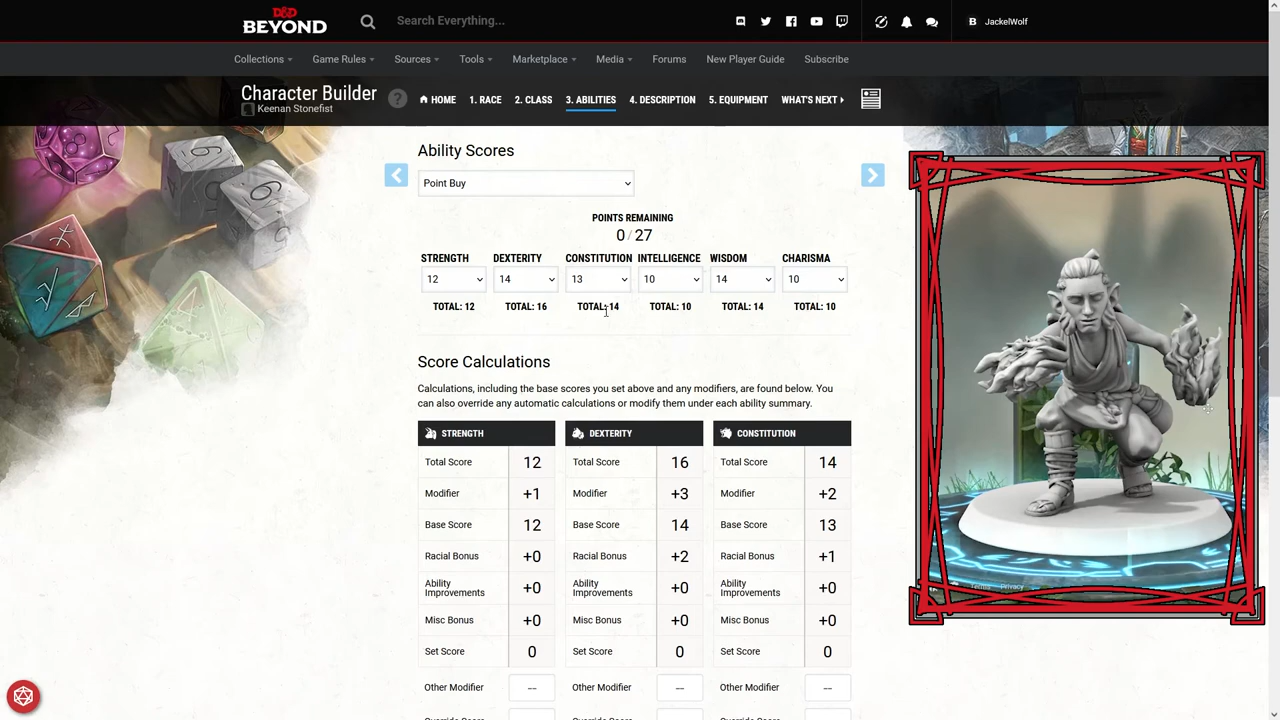 D&D
BEYOND
Search Everything...
B JackelWolf
Collections
Game Rules
Sources
Tools
Marketplace
Media
Forums
New Player Guide
Subscribe
Character Builder
Keenan Stonefist
?
HOME
1. RACE
2. CLASS
3. ABILITIES
4. DESCRIPTION
5. EQUIPMENT
WHAT'S NEXT
Ability Scores
Point Buy
POINTS REMAINING
0 / 27
STRENGTH DEXTERITY CONSTITUTION INTELLIGENCE WISDOM CHARISMA
12 14 13 10 14 10
TOTAL: 12 TOTAL: 16 TOTAL: 14 TOTAL: 10 TOTAL: 14 TOTAL: 10
Score Calculations
Calculations, including the base scores you set above and any modifiers, are found below. You
can also override any automatic calculations or modify them under each ability summary.
STRENGTH
Total Score 12
Modifier +1
Base Score 12
Racial Bonus +0
Ability
Improvements +0
Misc Bonus +0
Set Score 0
Other Modifier --
DEXTERITY
Total Score 16
Modifier +3
Base Score 14
Racial Bonus +2
Ability
Improvements +0
Misc Bonus +0
Set Score 0
Other Modifier --
CONSTITUTION
Total Score 14
Modifier +2
Base Score 13
Racial Bonus +1
Ability
Improvements +0
Misc Bonus +0
Set Score 0
Other Modifier --
Privacy